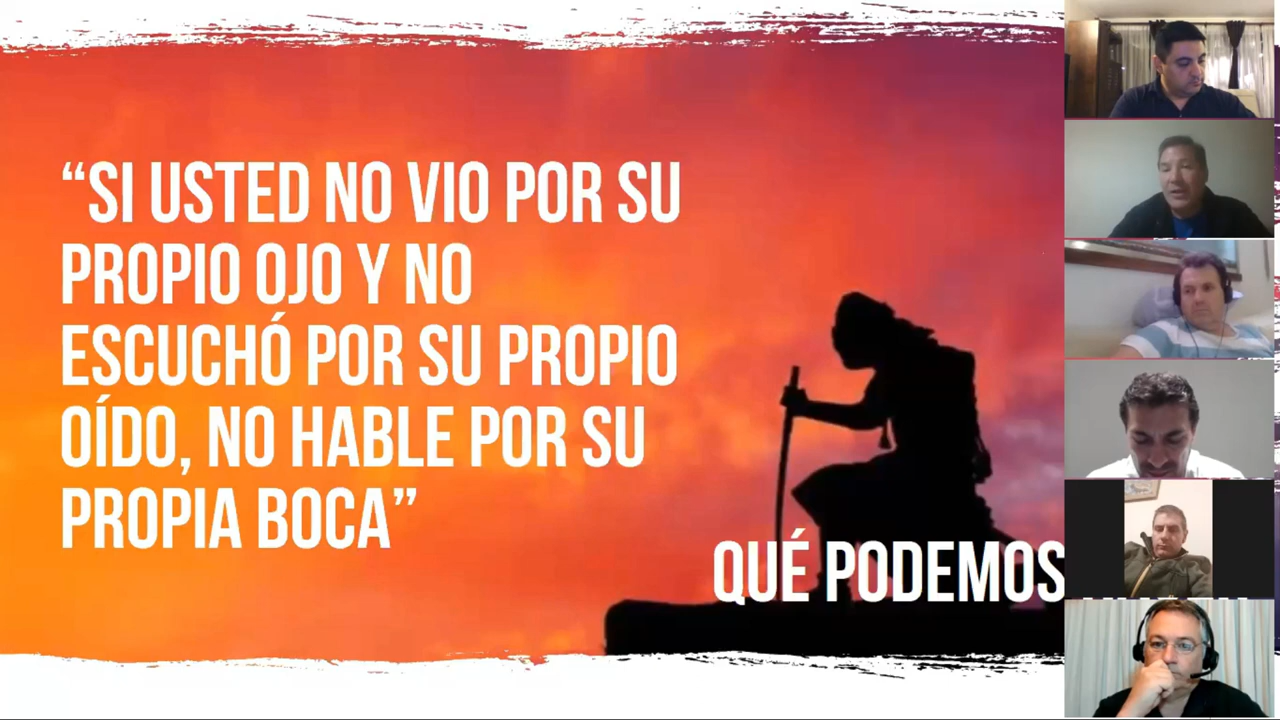 “SI USTED NO VIO POR SU
PROPIO OJO Y NO
ESCUCHÓ POR SU PROPIO
OÍDO, NO HABLE POR SU
PROPIA BOCA”
QUÉ PODEMOS